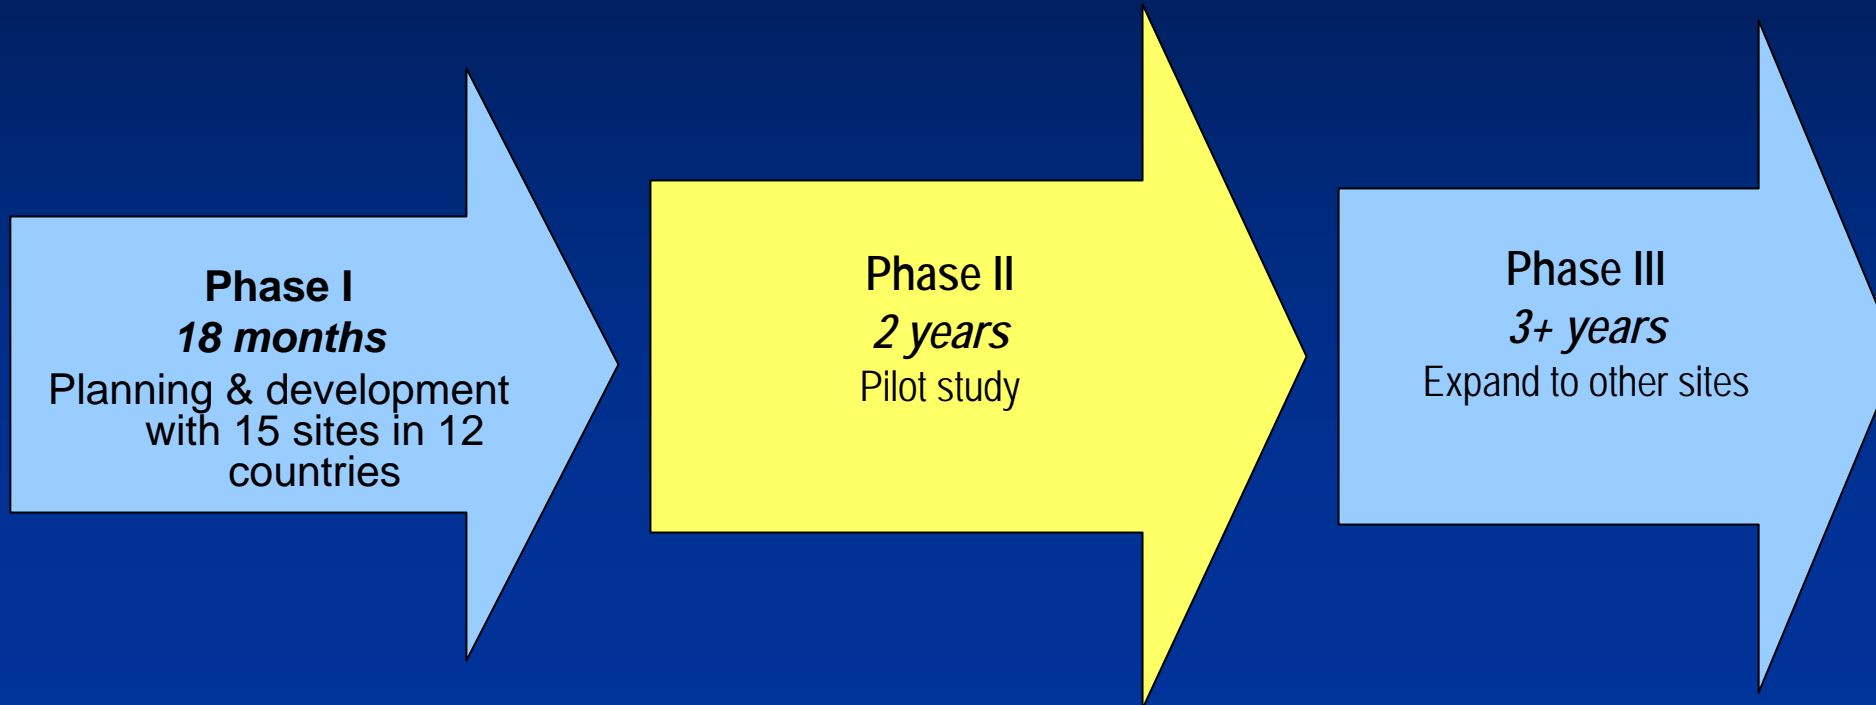 Phase I
18 months
Planning & development
with 15 sites in 12
countries
Phase II
2 years
Pilot study
Phase III
3+ years
Expand to other sites